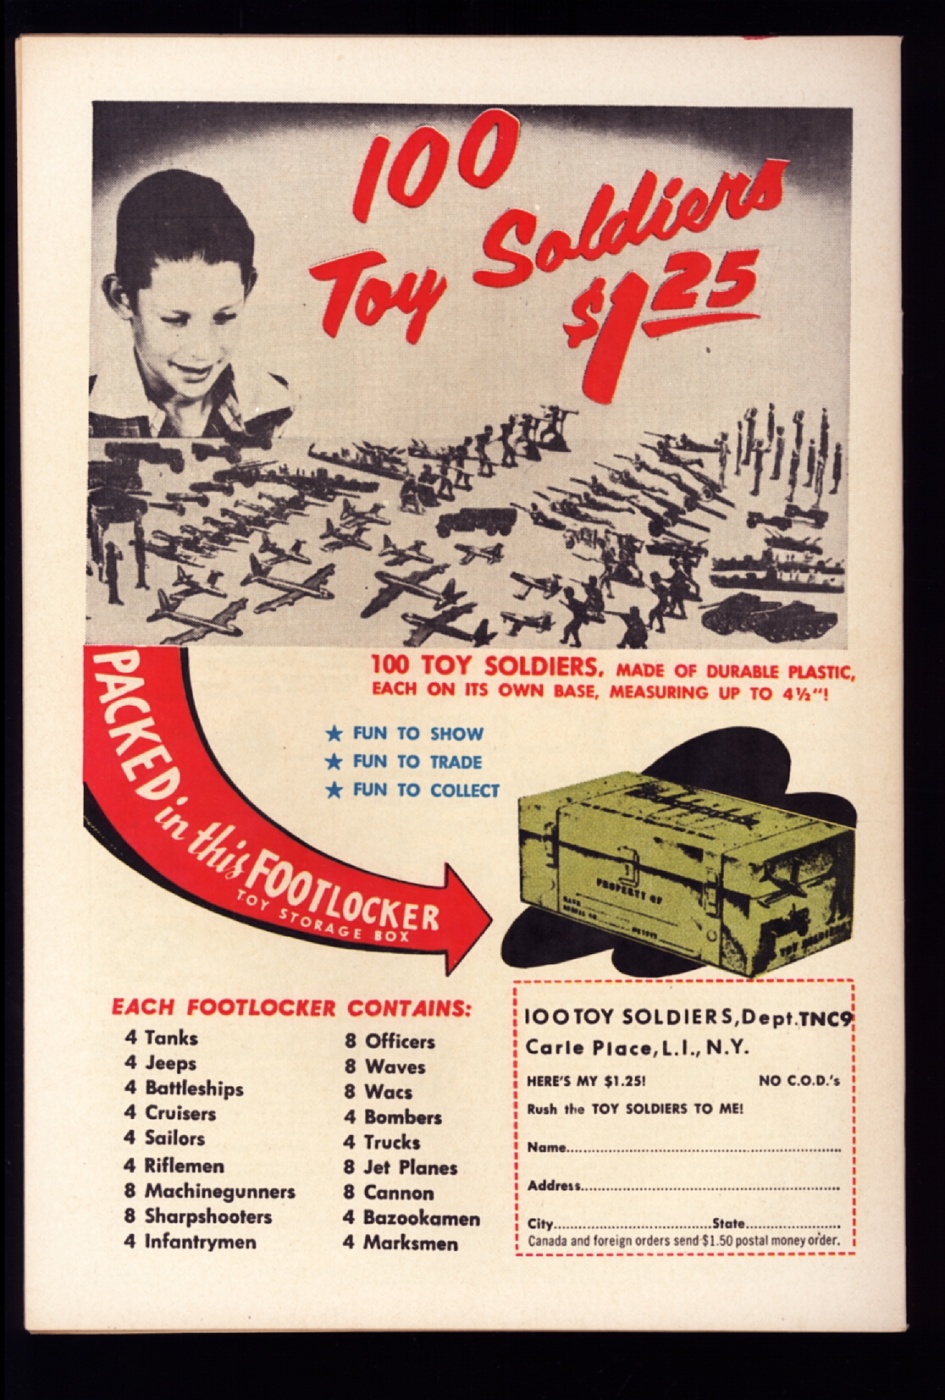 100
Toy Soldiers
$1 25
100 TOY SOLDIERS, MADE OF DURABLE PLASTIC,
EACH ON ITS OWN BASE, MEASURING UP TO 4½"!
PACKED in this FOOTLOCKER
TOY STORAGE BOX
★ FUN TO SHOW
★ FUN TO TRADE
★ FUN TO COLLECT
PROPERTY OF
TOY SOLDIERS
EACH FOOTLOCKER CONTAINS:
4 Tanks
4 Jeeps
4 Battleships
4 Cruisers
4 Sailors
4 Riflemen
8 Machinegunners
8 Sharpshooters
4 Infantrymen
8 Officers
8 Waves
8 Wacs
4 Bombers
4 Trucks
8 Jet Planes
8 Cannon
4 Bazookamen
4 Marksmen
100 TOY SOLDIERS, Dept. TNC9
Carle Place, L.I., N.Y.
HERE'S MY $1.25! NO C.O.D.'s
Rush the TOY SOLDIERS TO ME!
Name
Address
City State
Canada and foreign orders send $1.50 postal money order.